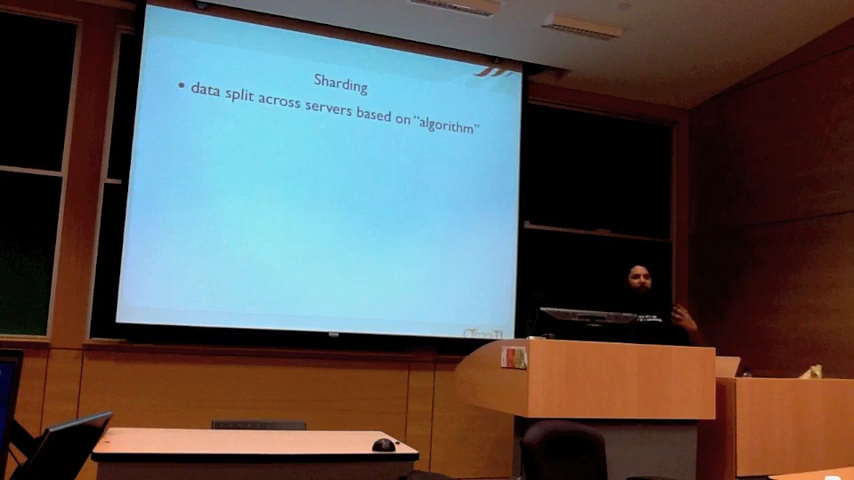 Sharding
• data split across servers based on “algorithm”